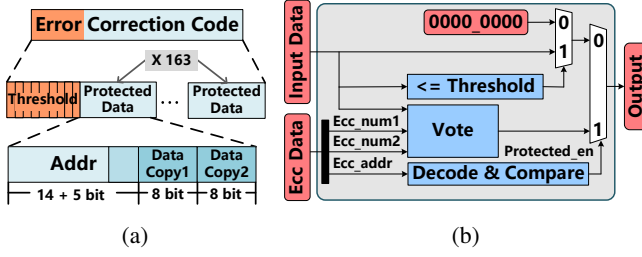 Error Correction Code
X 163
Threshold
Protected Data
...
Protected Data
Addr
Data Copy1
Data Copy2
14 + 5 bit
8 bit
8 bit
(a)
Input Data
Ecc Data
0000_0000
0
1
<= Threshold
Ecc_num1
Ecc_num2
Ecc_addr
Vote
Protected_en
Decode & Compare
0
1
Output
(b)